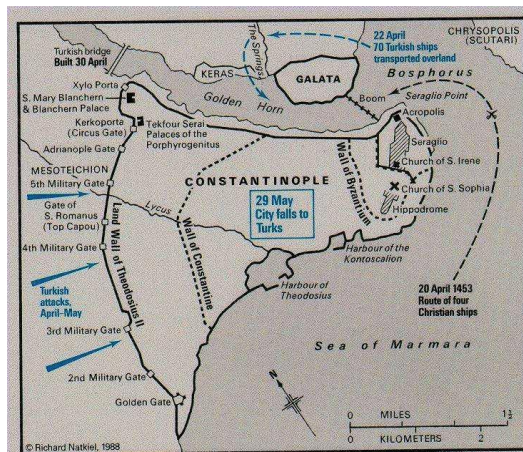 CHRYSOPOLIS
(SCUTARI)
22 April
70 Turkish ships
transported overland
The Springs
Turkish bridge
Built 30 April
KERAS
GALATA
Bosphorus
Xylo Porta
S. Mary Blanchern
& Blanchern Palace
Golden
Horn
Boom
Seraglio Point
Acropolis
Kerkoporta
(Circus Gate)
Tekfour Serai
Palaces of the
Porphyrogenitus
Seraglio
Adrianople Gate
Church of S. Irene
MESOTEICHION
5th Military Gate
CONSTANTINOPLE
Wall of Byzantium
Church of S. Sophia
Gate of
S. Romanus
(Top Capou)
Lycus
29 May
City falls to
Turks
Hippodrome
4th Military Gate
Land Wall of Theodosius II
Wall of Constantine
Harbour of the
Kontoscalion
Turkish
attacks,
April-May
Harbour of
Theodosius
20 April 1453
Route of four
Christian ships
3rd Military Gate
Sea of Marmara
2nd Military Gate
N
Golden Gate
0 MILES 1½
0 KILOMETERS 2
© Richard Natkiel, 1988